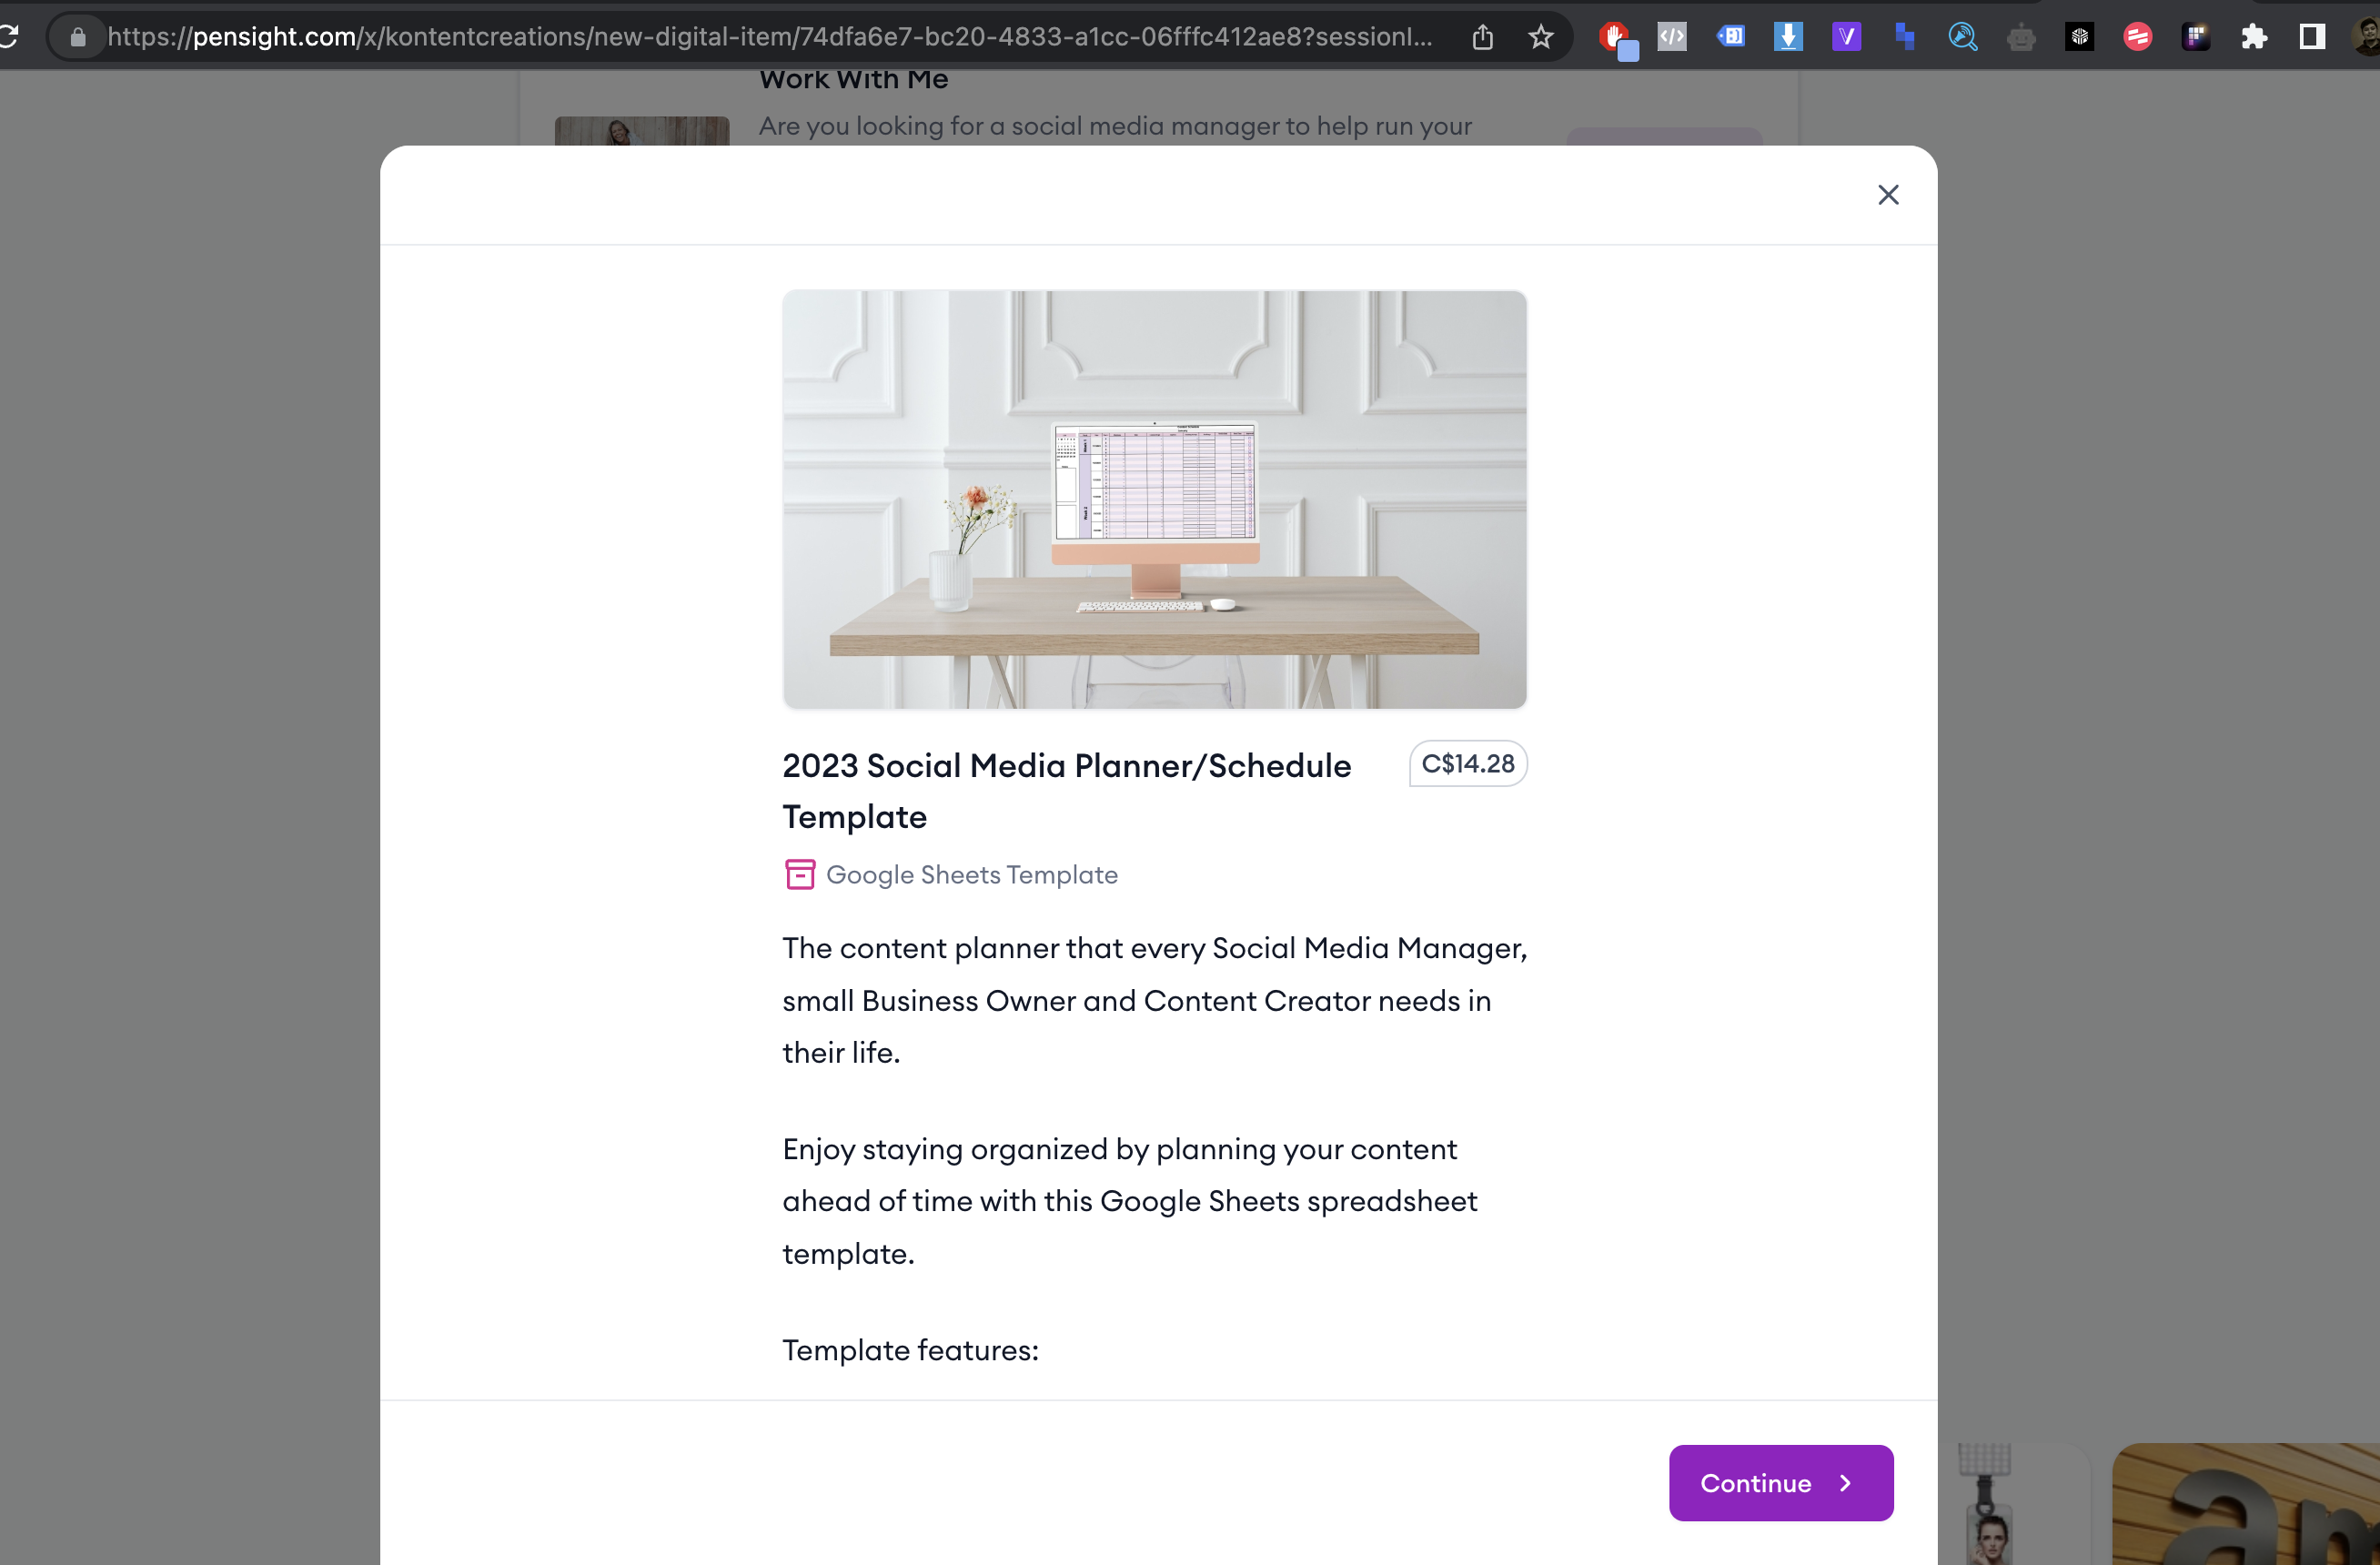 https://pensight.com/x/kontentcreations/new-digital-item/74dfa6e7-bc20-4833-a1cc-06fffc412ae8?sessionI...
Work With Me
Are you looking for a social media manager to help run your
2023 Social Media Planner/Schedule
Template
C$14.28
Google Sheets Template
The content planner that every Social Media Manager,
small Business Owner and Content Creator needs in
their life.
Enjoy staying organized by planning your content
ahead of time with this Google Sheets spreadsheet
template.
Template features:
Continue
am